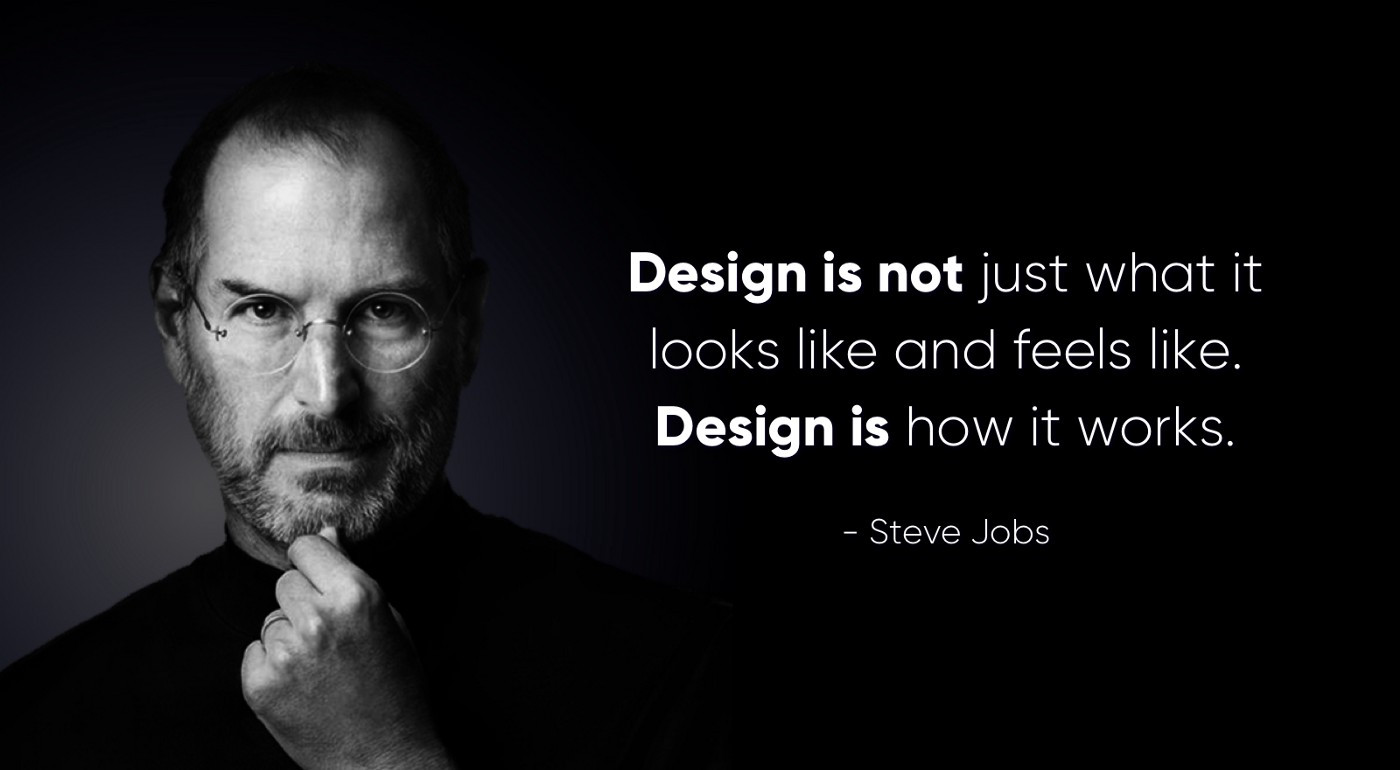 Design is not just what it
looks like and feels like.
Design is how it works.
- Steve Jobs